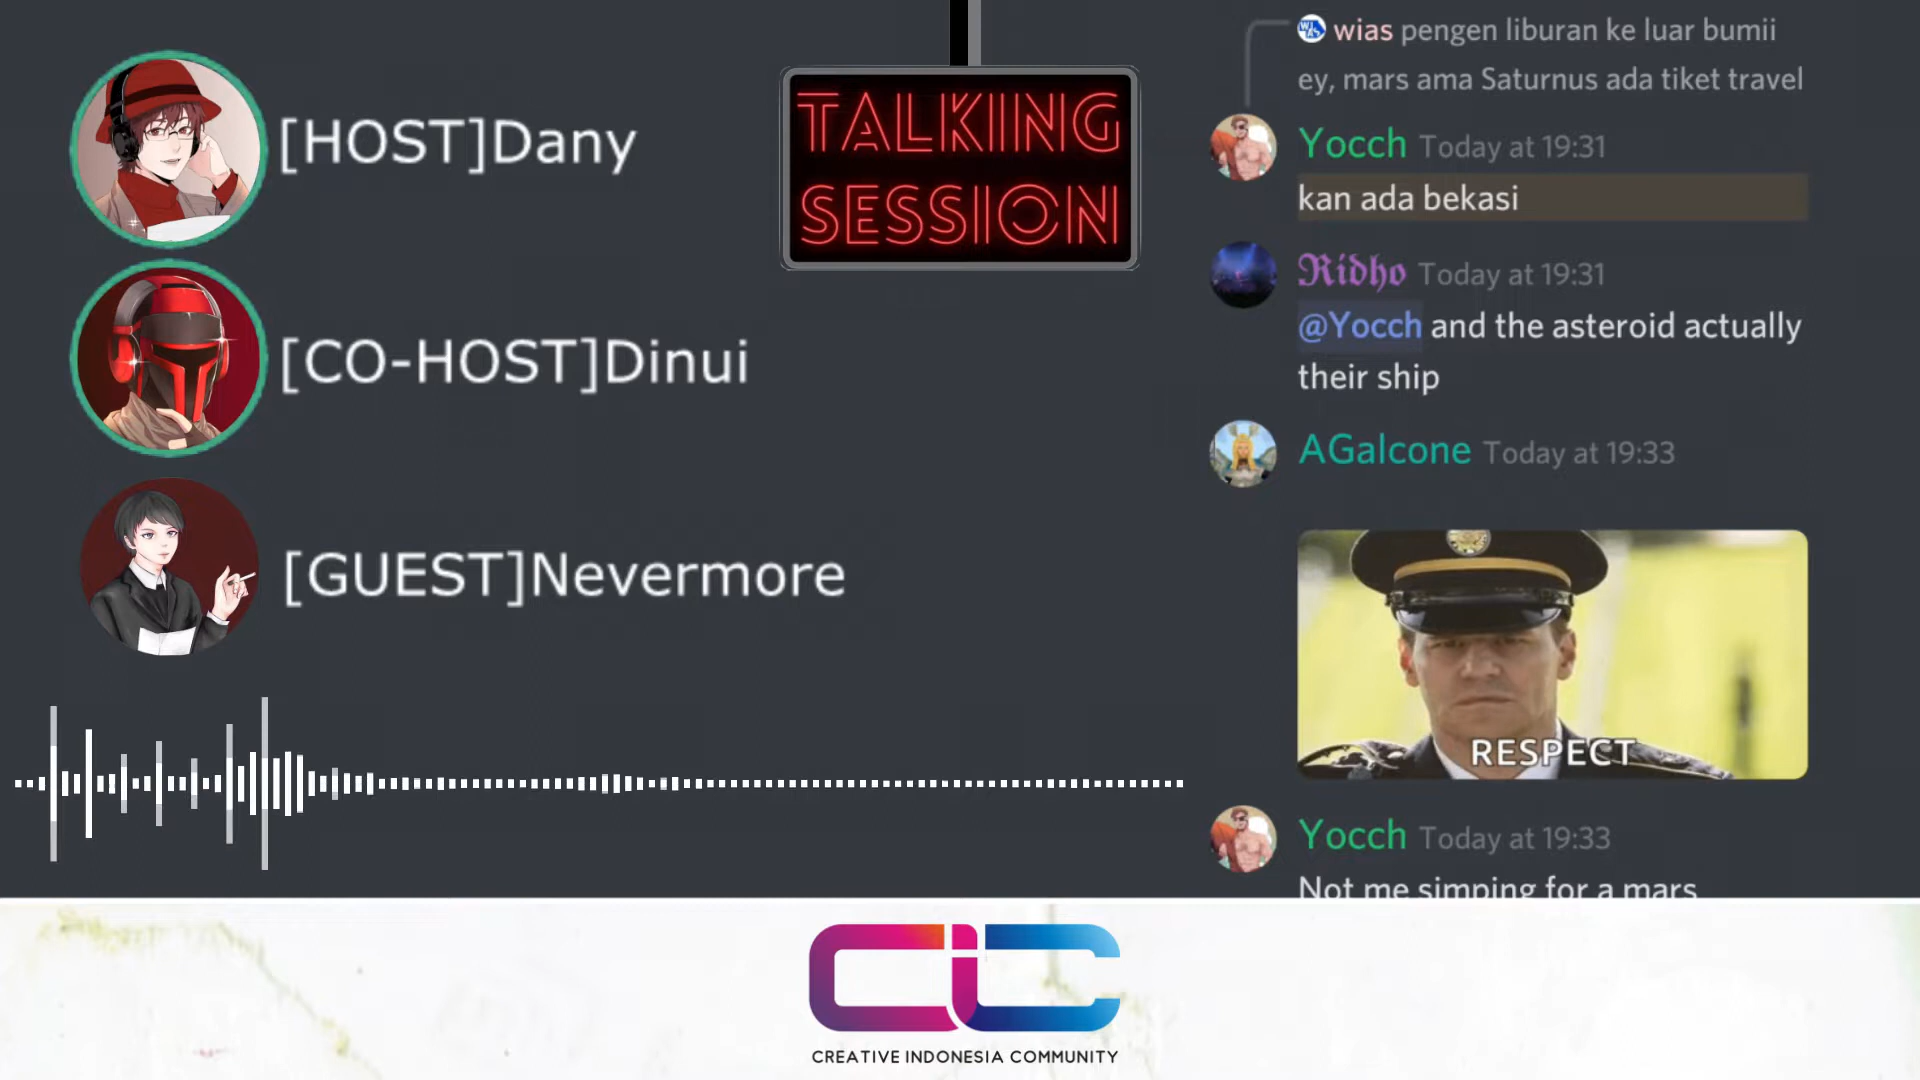 [HOST]Dany
[CO-HOST]Dinui
[GUEST]Nevermore
TALKING
SESSION
wias pengen liburan ke luar bumii
ey, mars ama Saturnus ada tiket travel
Yocch Today at 19:31
kan ada bekasi
Ridho Today at 19:31
@Yocch and the asteroid actually
their ship
AGalcone Today at 19:33
RESPECT
Yocch Today at 19:33
Not me simping for a mars
CIC
CREATIVE INDONESIA COMMUNITY